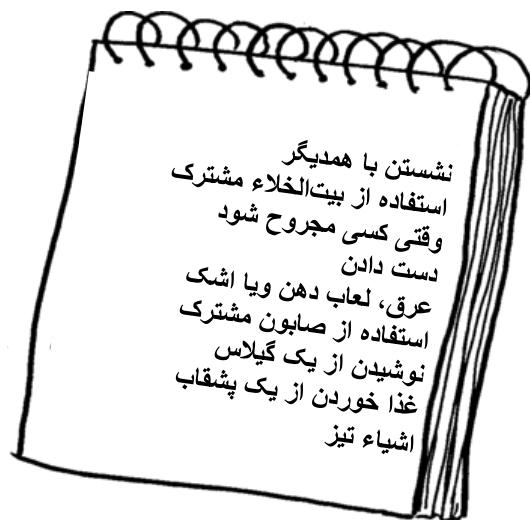 نشستن با همدیگر
استفاده از بیت‌الخلاء مشترک
وقتی کسی مجروح شود
دست دادن
عرق، لعاب دهن ویا اشک
استفاده از صابون مشترک
نوشیدن از یک گیلاس
غذا خوردن از یک پشقاب
اشیاء تیز